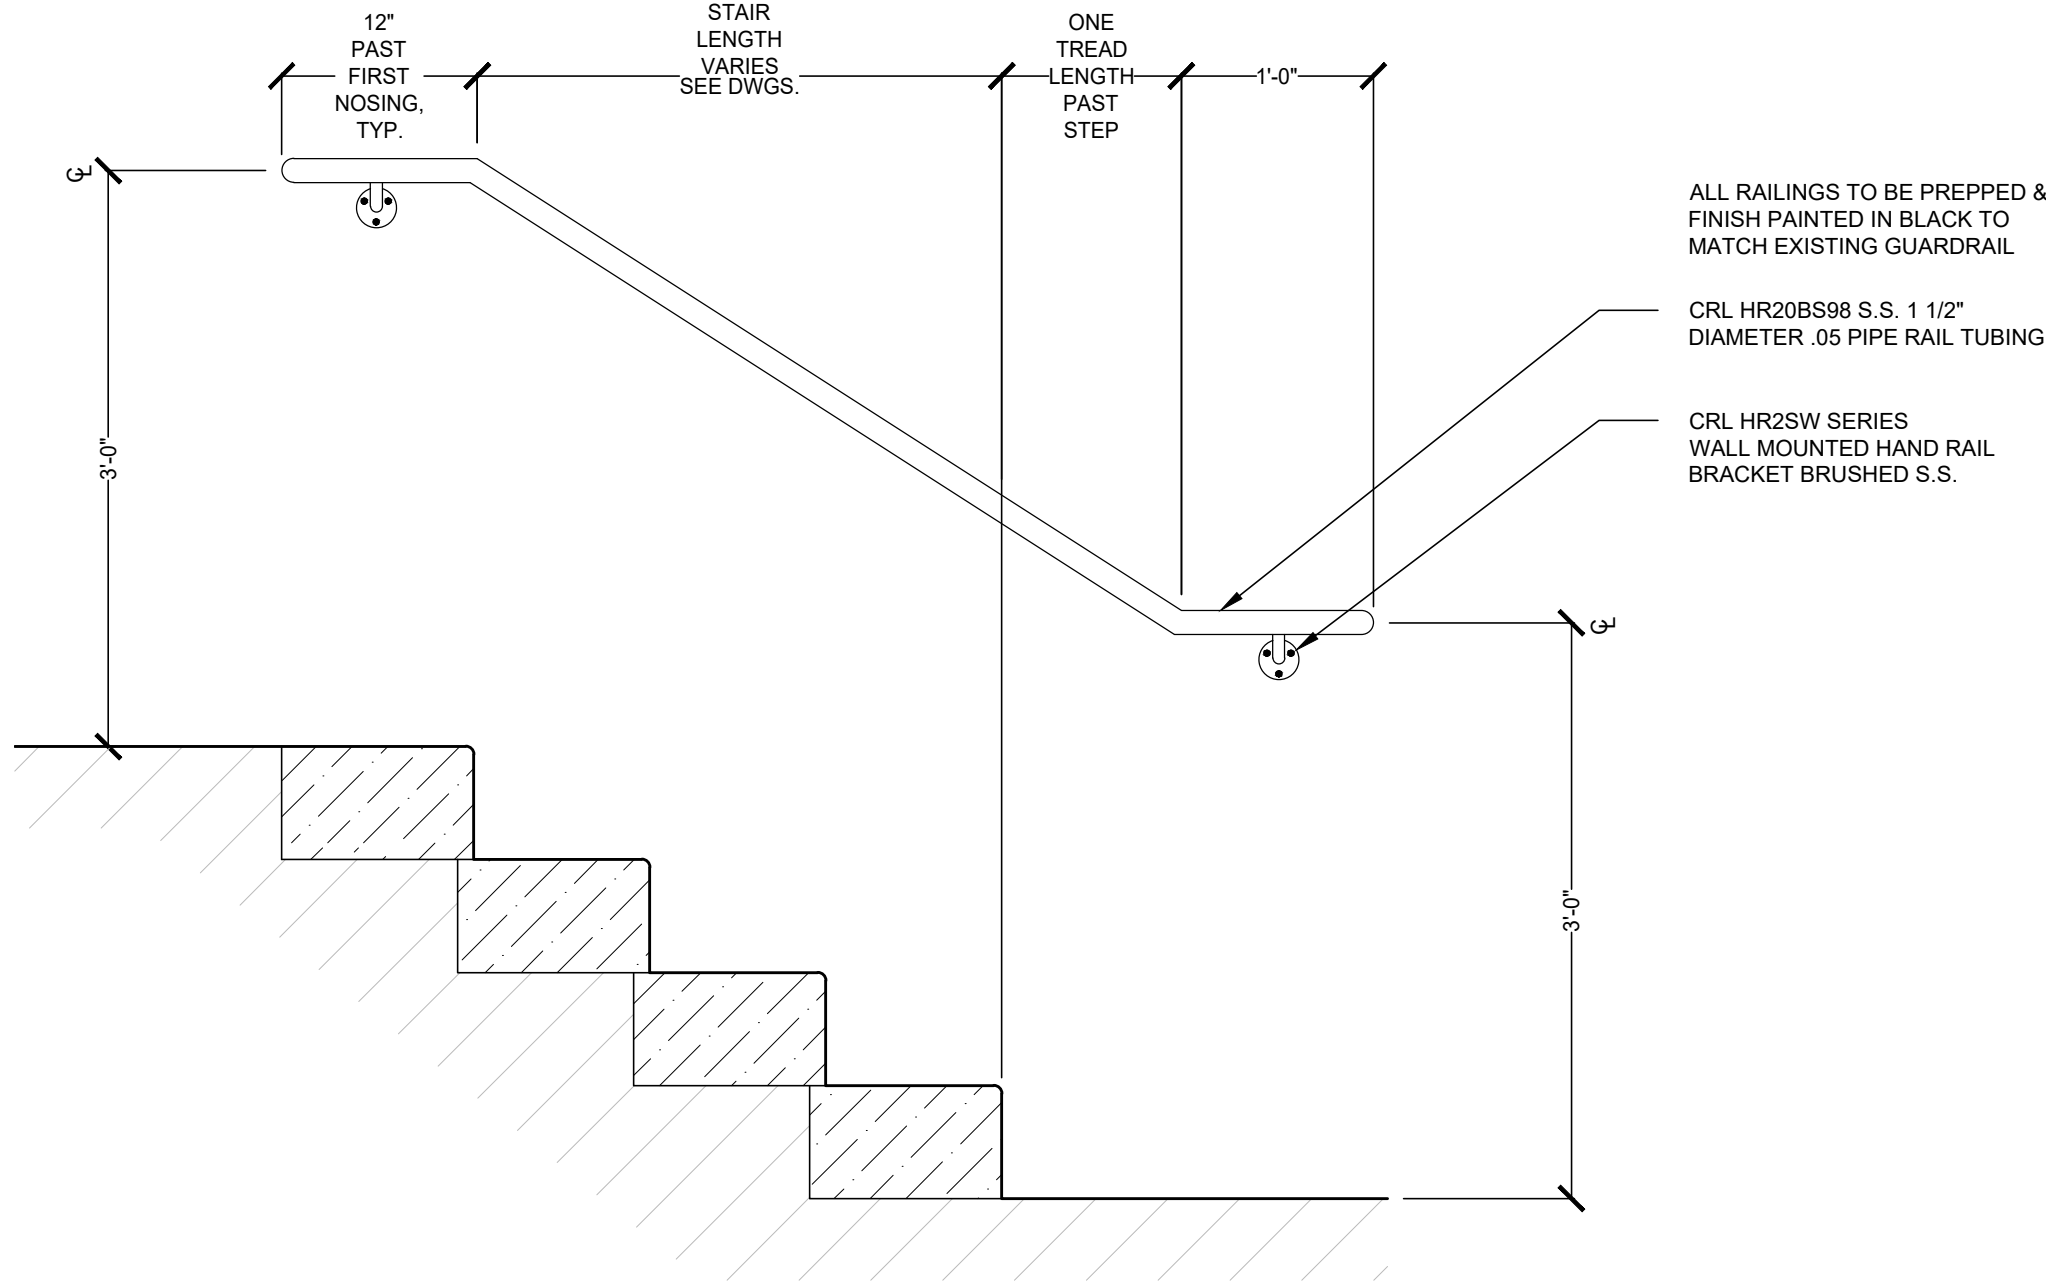 12"
PAST
FIRST
NOSING,
TYP.
STAIR
LENGTH
VARIES
SEE DWGS.
ONE
TREAD
LENGTH
PAST
STEP
1'-0"
℄
3'-0"
ALL RAILINGS TO BE PREPPED &
FINISH PAINTED IN BLACK TO
MATCH EXISTING GUARDRAIL
CRL HR20BS98 S.S. 1 1/2"
DIAMETER .05 PIPE RAIL TUBING
CRL HR2SW SERIES
WALL MOUNTED HAND RAIL
BRACKET BRUSHED S.S.
℄
3'-0"